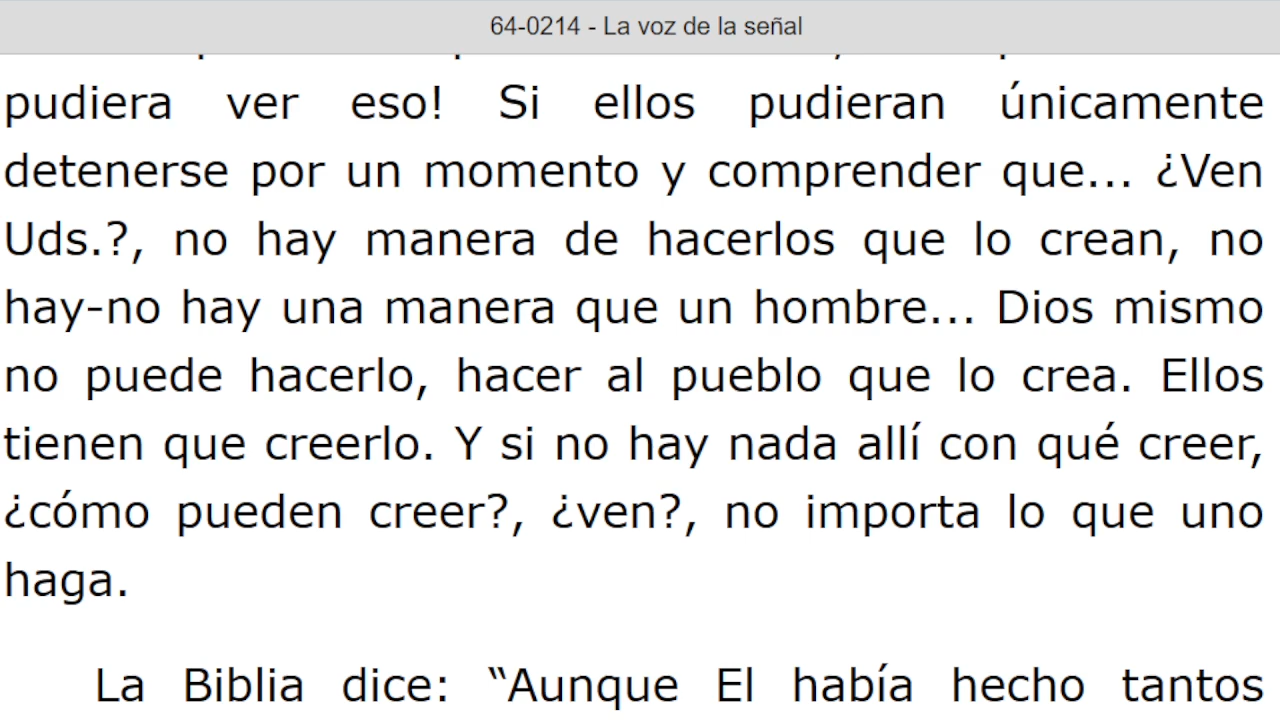 64-0214 - La voz de la señal
pudiera ver eso! Si ellos pudieran únicamente
detenerse por un momento y comprender que... ¿Ven
Uds.?, no hay manera de hacerlos que lo crean, no
hay-no hay una manera que un hombre... Dios mismo
no puede hacerlo, hacer al pueblo que lo crea. Ellos
tienen que creerlo. Y si no hay nada allí con qué creer,
¿cómo pueden creer?, ¿ven?, no importa lo que uno
haga.
La Biblia dice: “Aunque El había hecho tantos